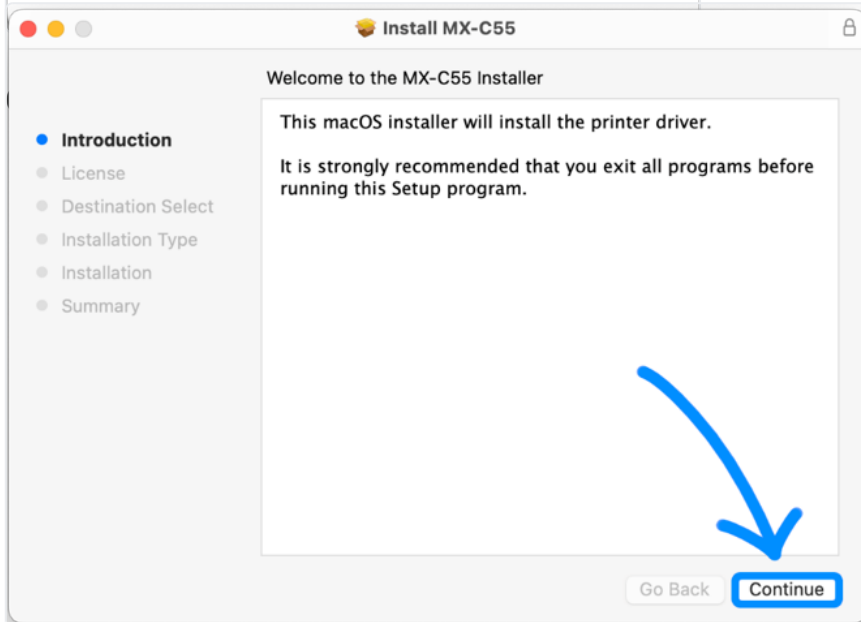 Install MX-C55
Welcome to the MX-C55 Installer
Introduction
License
Destination Select
Installation Type
Installation
Summary
This macOS installer will install the printer driver.
It is strongly recommended that you exit all programs before
running this Setup program.
Go Back
Continue